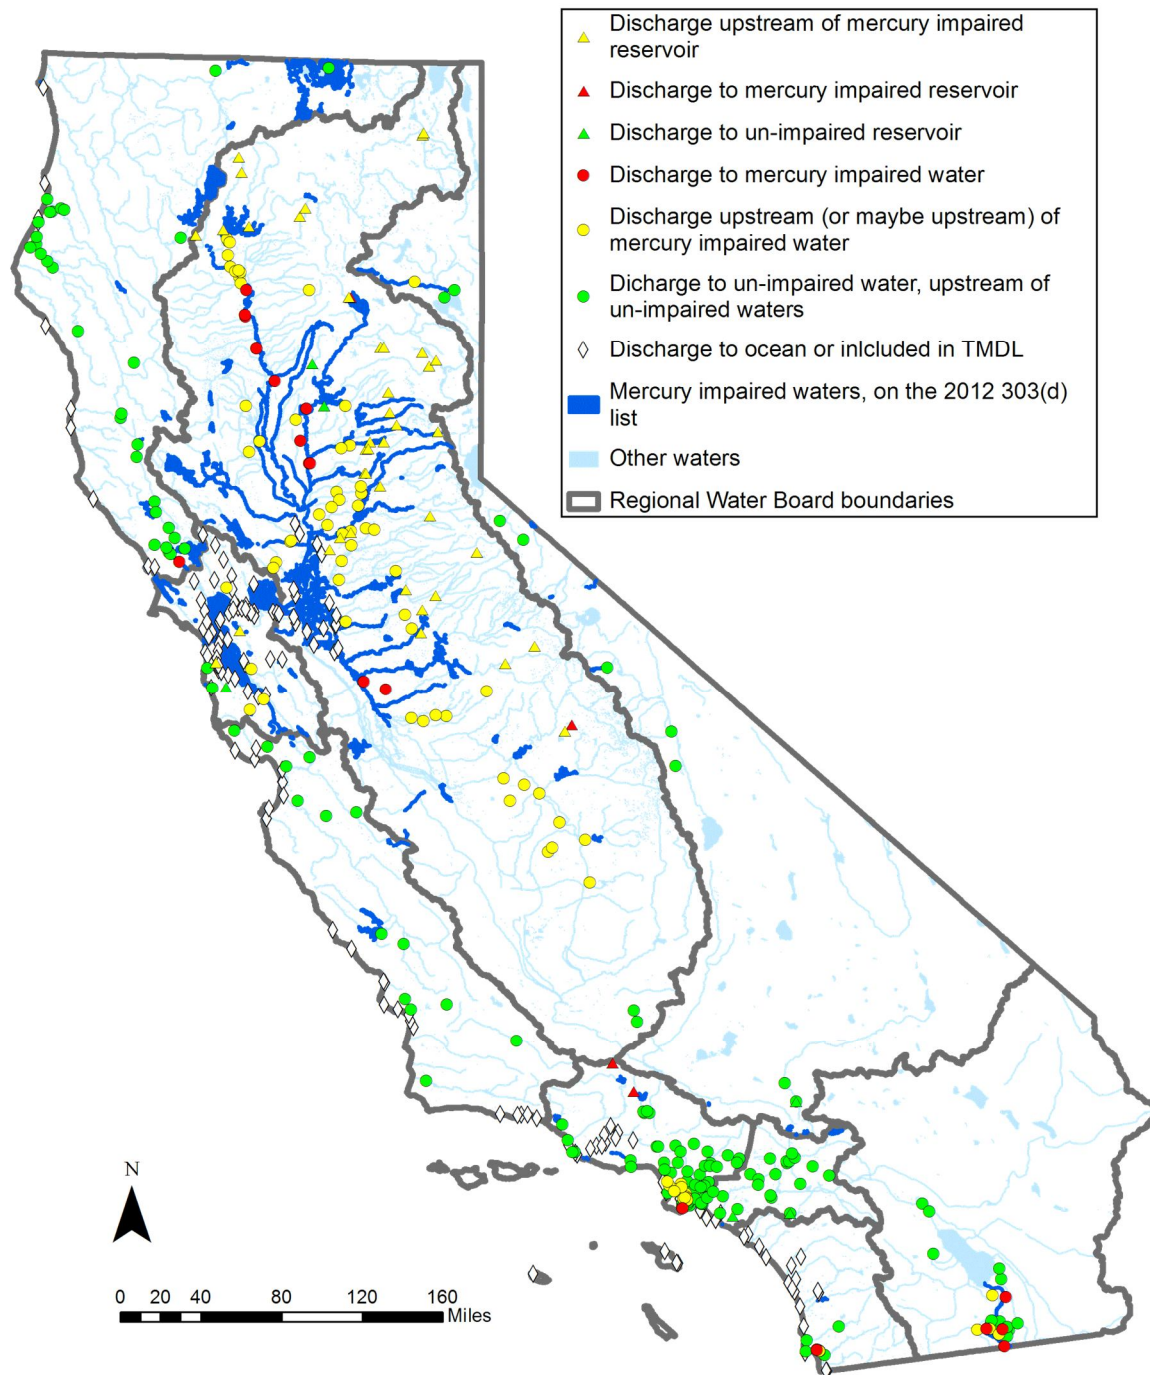 Discharge upstream of mercury impaired
reservoir
Discharge to mercury impaired reservoir
Discharge to un-impaired reservoir
Discharge to mercury impaired water
Discharge upstream (or maybe upstream) of
mercury impaired water
Dicharge to un-impaired water, upstream of
un-impaired waters
Discharge to ocean or inlcluded in TMDL
Mercury impaired waters, on the 2012 303(d)
list
Other waters
Regional Water Board boundaries
N
0 20 40 80 120 160
Miles